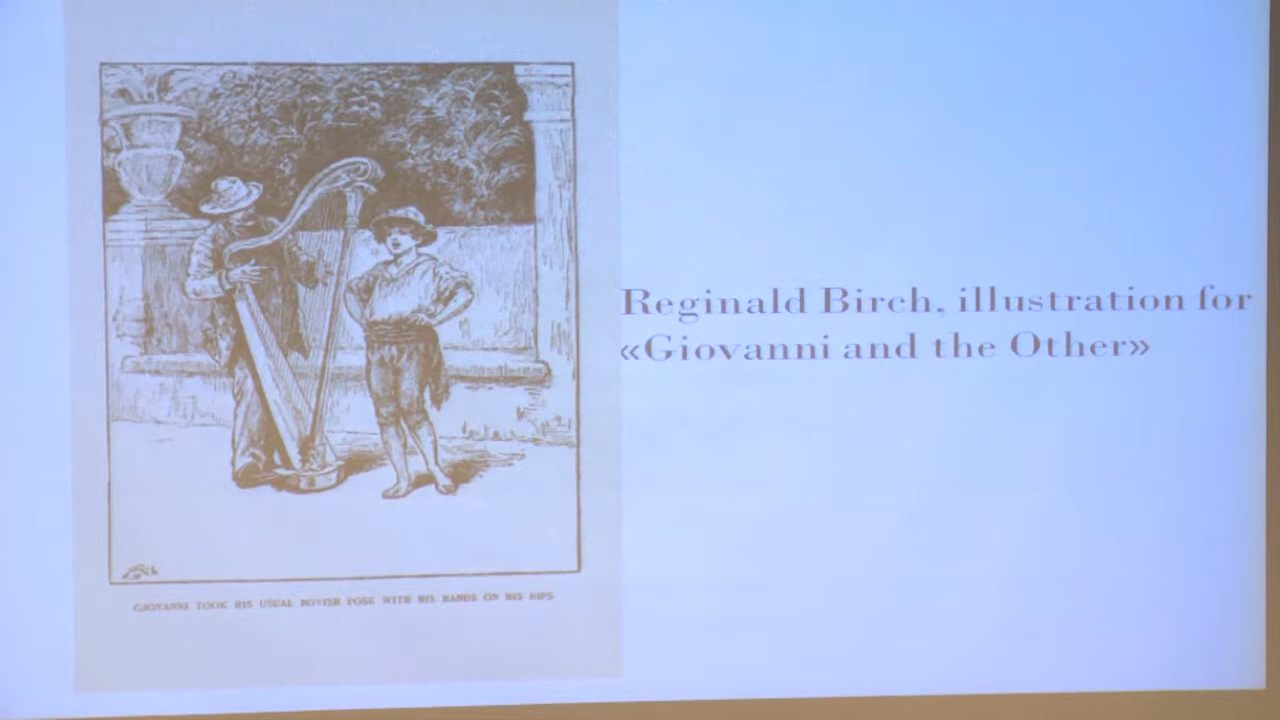 Reginald Birch, illustration for
«Giovanni and the Other»
GIOVANNI TOOK HIS USUAL BOYISH POSE WITH HIS HANDS ON HIS HIPS